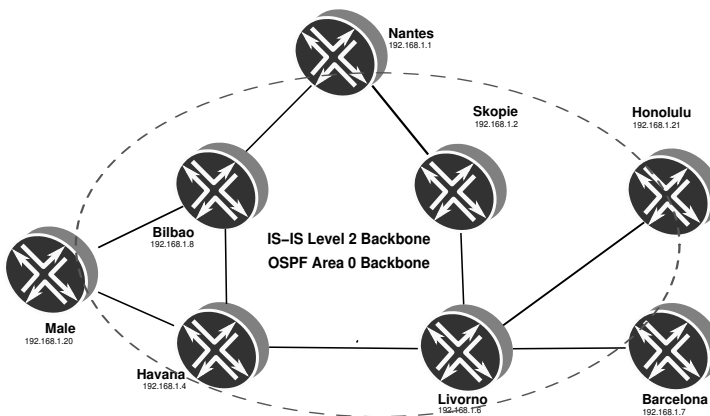 Nantes
192.168.1.1
Skopie
192.168.1.2
Honolulu
192.168.1.21
Bilbao
192.168.1.8
IS–IS Level 2 Backbone
OSPF Area 0 Backbone
Male
192.168.1.20
Havana
192.168.1.4
Livorno
192.168.1.6
Barcelona
192.168.1.7